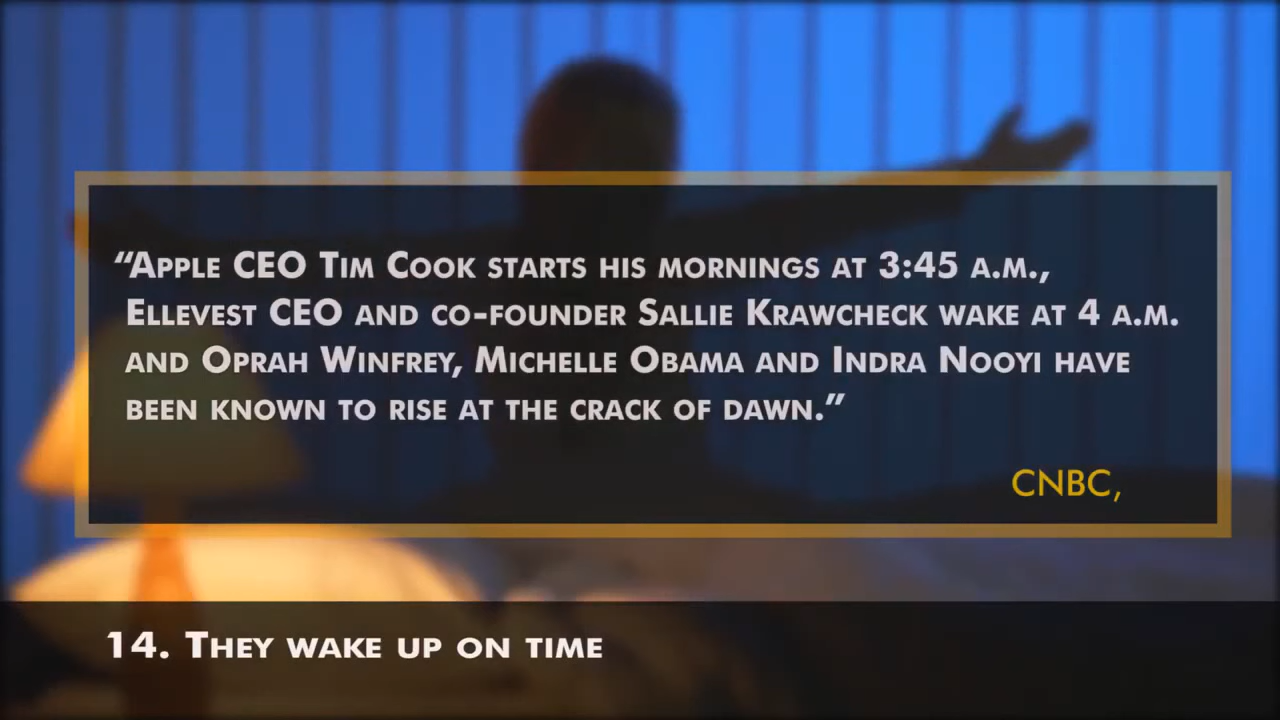 “Apple CEO Tim Cook starts his mornings at 3:45 a.m.,
Ellevest CEO and co-founder Sallie Krawcheck wake at 4 a.m.
and Oprah Winfrey, Michelle Obama and Indra Nooyi have
been known to rise at the crack of dawn.”
CNBC,
14. They wake up on time